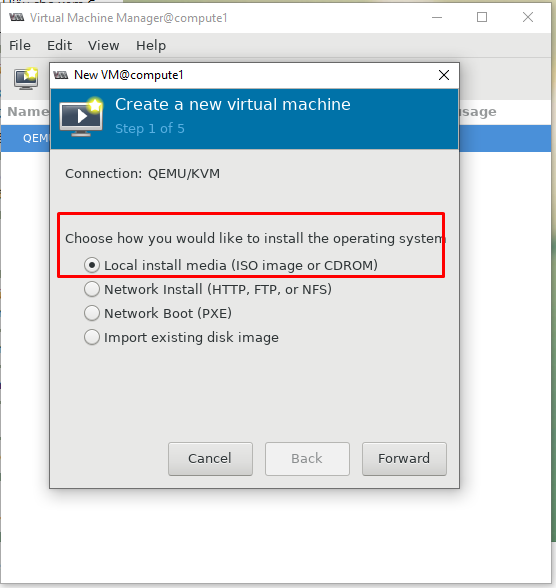 Virtual Machine Manager@compute1
File Edit View Help
New VM@compute1
Create a new virtual machine
Step 1 of 5
Name
usage
QEM
Connection: QEMU/KVM
Choose how you would like to install the operating system
Local install media (ISO image or CDROM)
Network Install (HTTP, FTP, or NFS)
Network Boot (PXE)
Import existing disk image
Cancel Back Forward